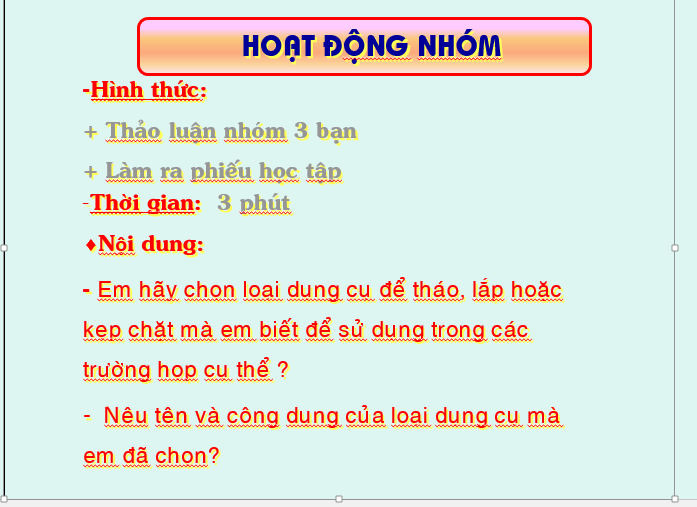 HOẠT ĐỘNG NHÓM
-Hình thức:
+ Thảo luận nhóm 3 bạn
+ Làm ra phiếu học tập
-Thời gian: 3 phút
♦Nội dung:
- Em hãy chọn loại dụng cụ để tháo, lắp hoặc
kẹp chặt mà em biết để sử dụng trong các
trường hợp cụ thể ?
- Nêu tên và công dụng của loại dụng cụ mà
em đã chọn?